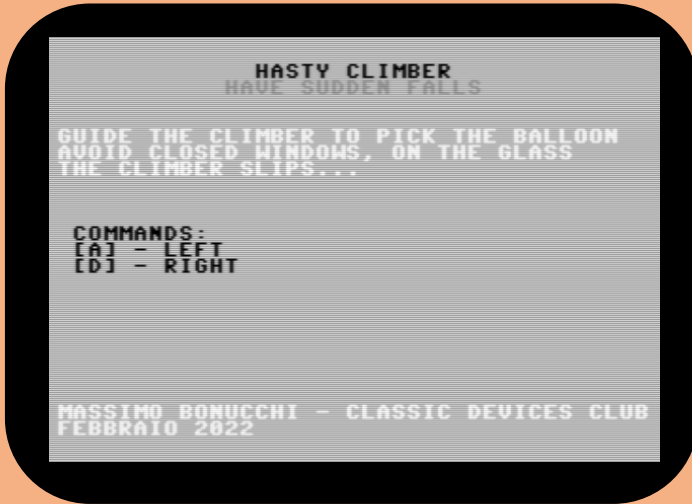 HASTY CLIMBER
HAVE SUDDEN FALLS
GUIDE THE CLIMBER TO PICK THE BALLOON
AVOID CLOSED WINDOWS, ON THE GLASS
THE CLIMBER SLIPS...
COMMANDS:
[A] - LEFT
[D] - RIGHT
MASSIMO BONUCCHI - CLASSIC DEVICES CLUB
FEBBRAIO 2022